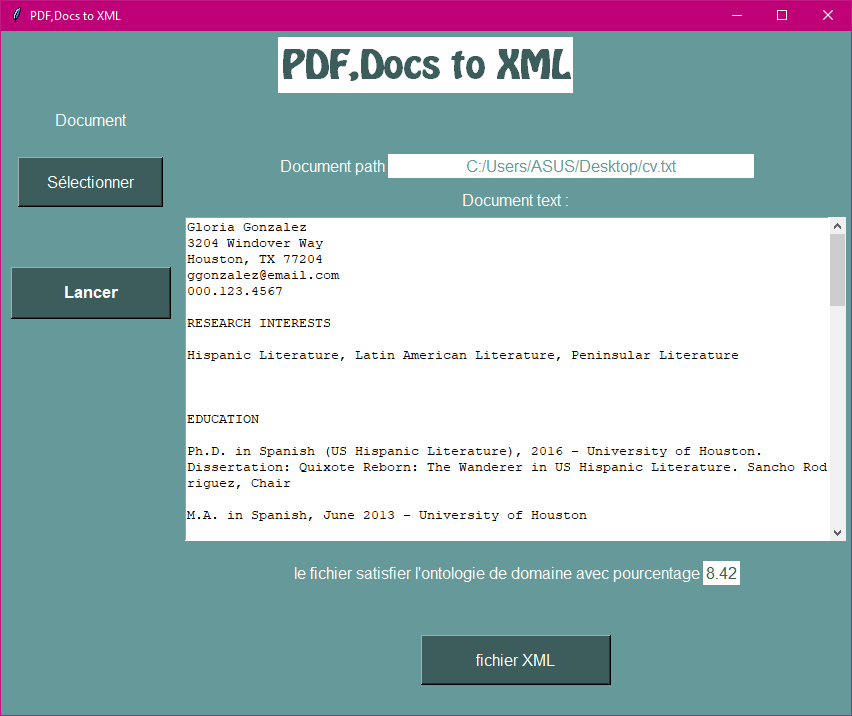 PDF,Docs to XML
PDF,Docs to XML
Document
Sélectionner
Lancer
Document path C:/Users/ASUS/Desktop/cv.txt
Document text :
Gloria Gonzalez
3204 Windover Way
Houston, TX 77204
ggonzalez@email.com
000.123.4567
RESEARCH INTERESTS
Hispanic Literature, Latin American Literature, Peninsular Literature
EDUCATION
Ph.D. in Spanish (US Hispanic Literature), 2016 – University of Houston.
Dissertation: Quixote Reborn: The Wanderer in US Hispanic Literature. Sancho Rod
riguez, Chair
M.A. in Spanish, June 2013 – University of Houston
le fichier satisfier l'ontologie de domaine avec pourcentage 8.42
fichier XML